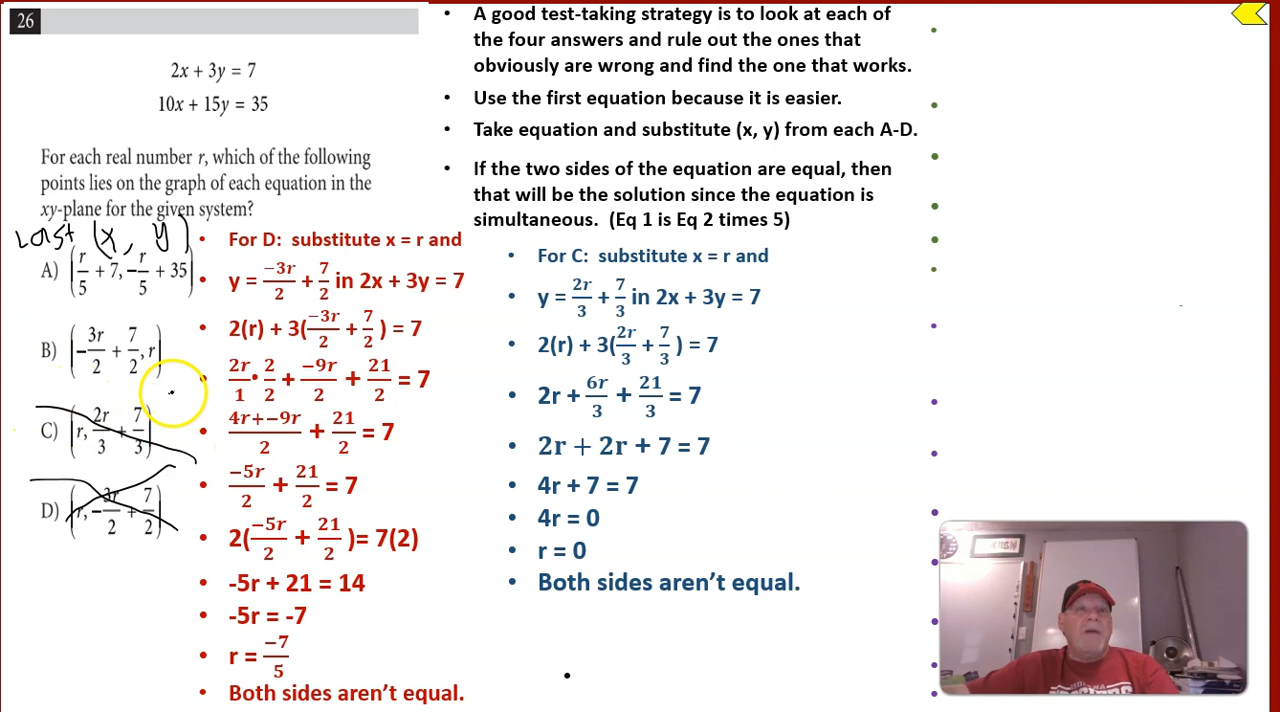 26
2x + 3y = 7
10x + 15y = 35
For each real number r, which of the following
points lies on the graph of each equation in the
xy-plane for the given system?
Last (x, y)
A) (r/5 + 7, -r/5 + 35)
B) (-3r/2 + 7/2, r)
C) (r, 2r/3 + 7/3)
D) (r, -3r/2 + 7/2)
• A good test-taking strategy is to look at each of
the four answers and rule out the ones that
obviously are wrong and find the one that works.
• Use the first equation because it is easier.
• Take equation and substitute (x, y) from each A-D.
• If the two sides of the equation are equal, then
that will be the solution since the equation is
simultaneous. (Eq 1 is Eq 2 times 5)
• For D: substitute x = r and
• y = -3r/2 + 7/2 in 2x + 3y = 7
• 2(r) + 3(-3r/2 + 7/2) = 7
• 2r/1 • 2/2 + -9r/2 + 21/2 = 7
• 4r+-9r/2 + 21/2 = 7
• -5r/2 + 21/2 = 7
• 2(-5r/2 + 21/2)= 7(2)
• -5r + 21 = 14
• -5r = -7
• r = -7/5
• Both sides aren't equal.
• For C: substitute x = r and
• y = 2r/3 + 7/3 in 2x + 3y = 7
• 2(r) + 3(2r/3 + 7/3) = 7
• 2r + 6r/3 + 21/3 = 7
• 2r + 2r + 7 = 7
• 4r + 7 = 7
• 4r = 0
• r = 0
• Both sides aren't equal.